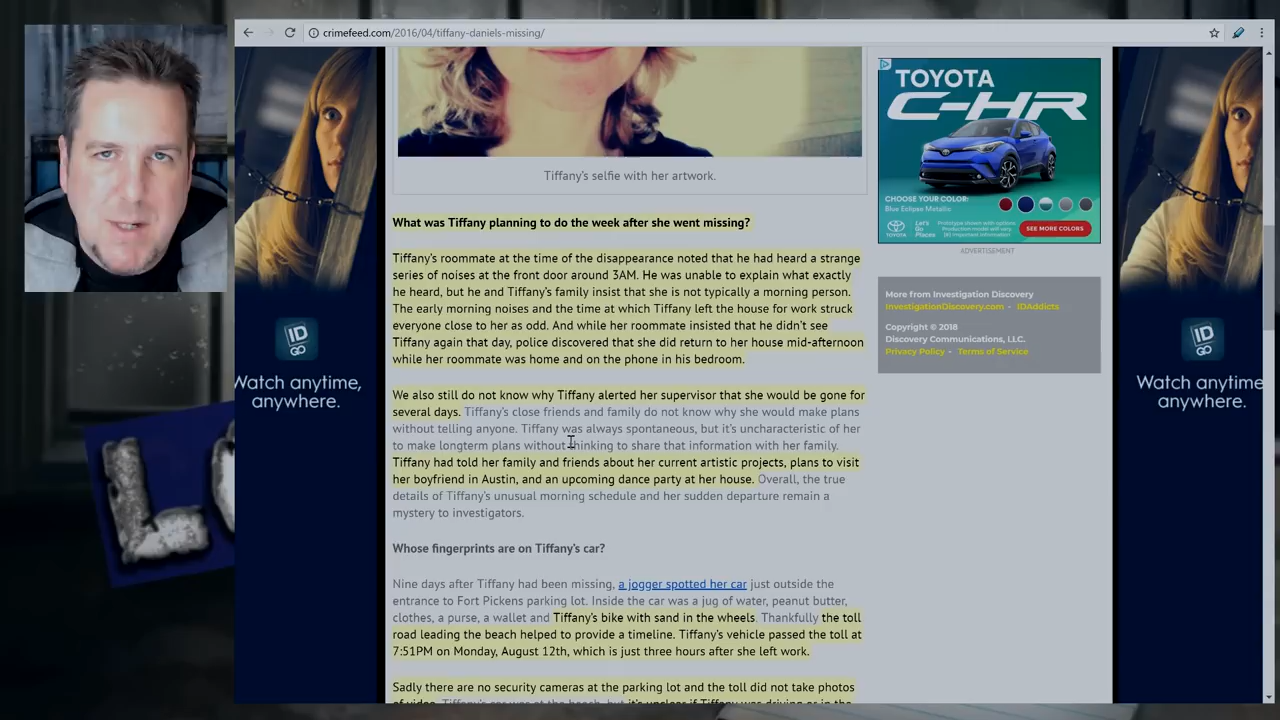 crimefeed.com/2016/04/tiffany-daniels-missing/
TOYOTA
C-HR
CHOOSE YOUR COLOR:
Blue Eclipse Metallic
TOYOTA
Let's
Go
Places
Prototype shown with options.
SEE MORE COLORS
ADVERTISEMENT
Tiffany's selfie with her artwork.
What was Tiffany planning to do the week after she went missing?
Tiffany's roommate at the time of the disappearance noted that he had heard a strange
series of noises at the front door around 3AM. He was unable to explain what exactly
he heard, but he and Tiffany's family insist that she is not typically a morning person.
The early morning noises and the time at which Tiffany left the house for work struck
everyone close to her as odd. And while her roommate insisted that he didn't see
Tiffany again that day, police discovered that she did return to her house mid-afternoon
while her roommate was home and on the phone in his bedroom.
We also still do not know why Tiffany alerted her supervisor that she would be gone for
several days. Tiffany's close friends and family do not know why she would make plans
without telling anyone. Tiffany was always spontaneous, but it's uncharacteristic of her
to make longterm plans without thinking to share that information with her family.
Tiffany had told her family and friends about her current artistic projects, plans to visit
her boyfriend in Austin, and an upcoming dance party at her house. Overall, the true
details of Tiffany's unusual morning schedule and her sudden departure remain a
mystery to investigators.
Whose fingerprints are on Tiffany's car?
Nine days after Tiffany had been missing, a jogger spotted her car just outside the
entrance to Fort Pickens parking lot. Inside the car was a jug of water, peanut butter,
clothes, a purse, a wallet and Tiffany's bike with sand in the wheels. Thankfully the toll
road leading the beach helped to provide a timeline. Tiffany's vehicle passed the toll at
7:51PM on Monday, August 12th, which is just three hours after she left work.
Sadly there are no security cameras at the parking lot and the toll did not take photos
More from Investigation Discovery
InvestigationDiscovery.com - IDAddicts
Copyright © 2018
Discovery Communications, LLC.
Privacy Policy - Terms of Service
ID
GO
Watch anytime,
anywhere.
ID
GO
Watch anytime,
anywhere.